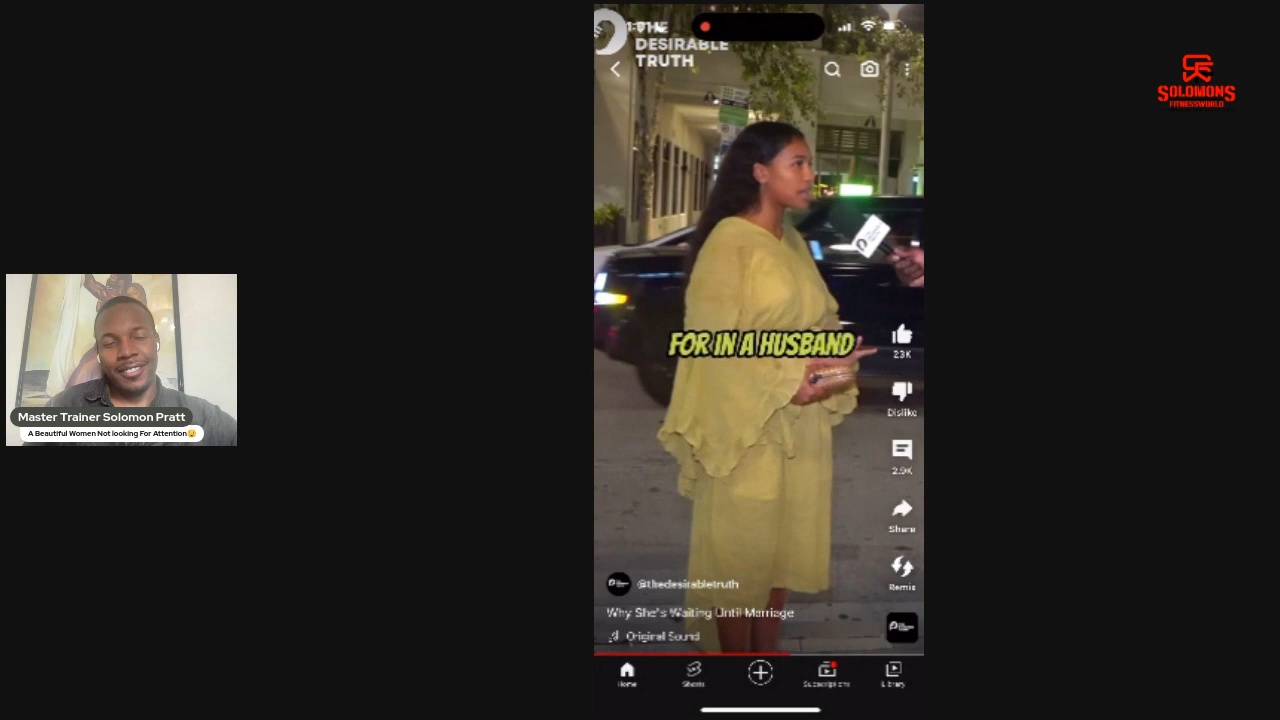 THE
DESIRABLE
TRUTH
SOLOMONS
FITNESSWORLD
FOR IN A HUSBAND
23K
Dislike
2.9K
Share
Remix
Master Trainer Solomon Pratt
A Beautiful Women Not looking For Attention
@thedesirabletruth
Why She's Waiting Until Marriage
Original Sound
Home
Shorts
Subscriptions
Library